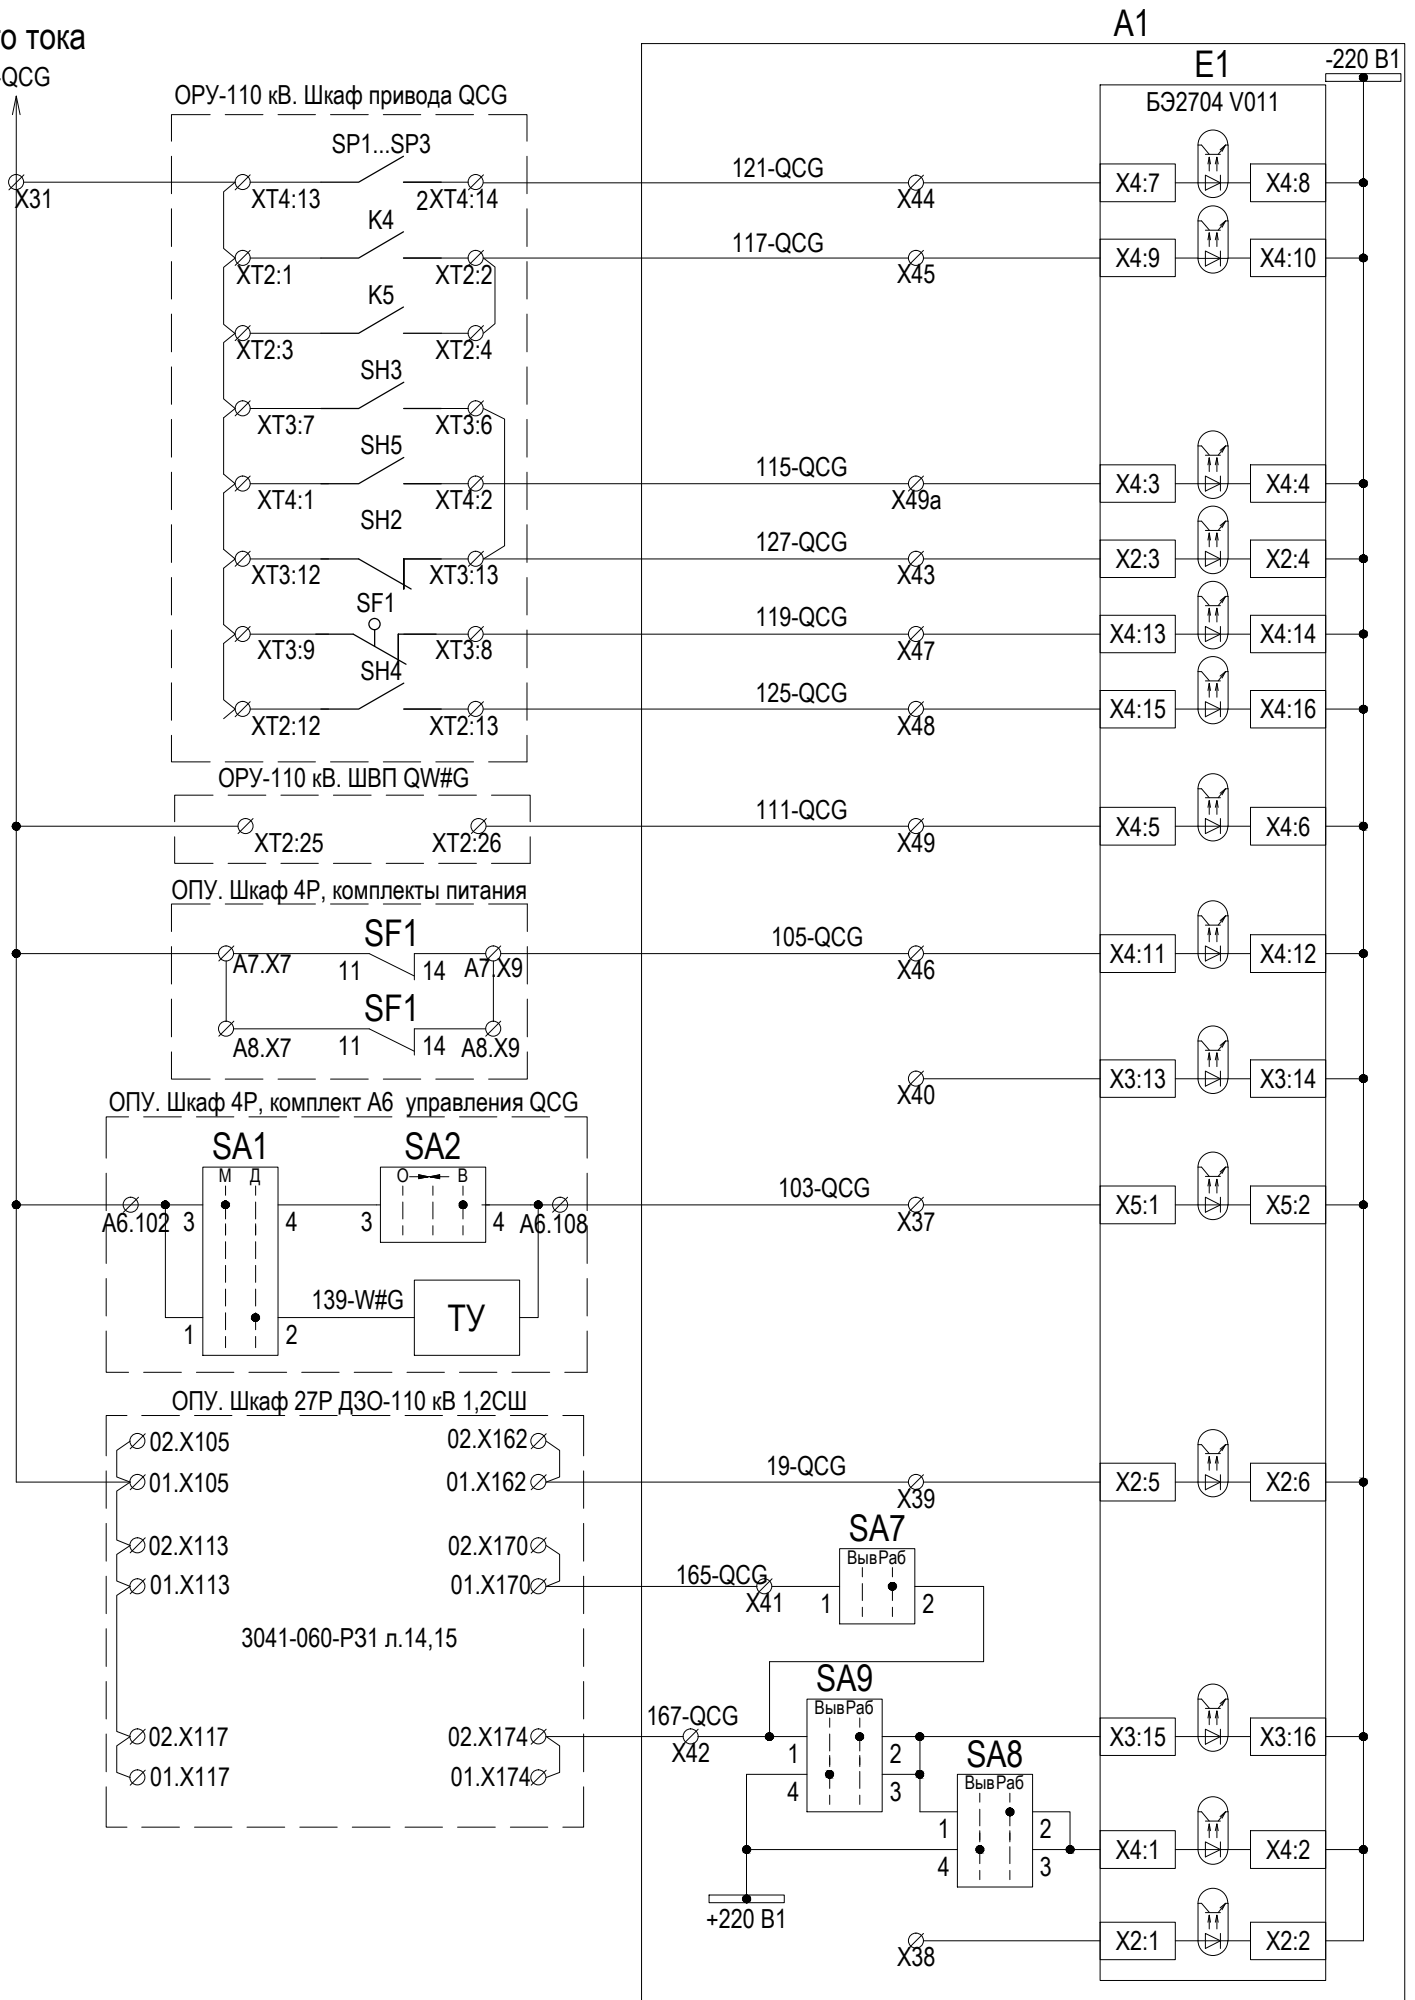 о тока
-QCG
A1
E1
-220 В1
БЭ2704 V011
ОРУ-110 кВ. Шкаф привода QCG
SP1...SP3
X31
XT4:13
2XT4:14
121-QCG
X44
X4:7
X4:8
K4
XT2:1
XT2:2
117-QCG
X45
X4:9
X4:10
K5
XT2:3
XT2:4
SH3
XT3:7
XT3:6
SH5
XT4:1
XT4:2
115-QCG
X49a
X4:3
X4:4
SH2
XT3:12
XT3:13
127-QCG
X43
X2:3
X2:4
SF1
XT3:9
XT3:8
119-QCG
X47
X4:13
X4:14
SH4
XT2:12
XT2:13
125-QCG
X48
X4:15
X4:16
ОРУ-110 кВ. ШВП QW#G
XT2:25
XT2:26
111-QCG
X49
X4:5
X4:6
ОПУ. Шкаф 4Р, комплекты питания
SF1
A7.X7
11
14
A7.X9
105-QCG
X46
X4:11
X4:12
SF1
A8.X7
11
14
A8.X9
X40
X3:13
X3:14
ОПУ. Шкаф 4Р, комплект А6 управления QCG
SA1
SA2
М Д
О В
A6.102
3
4
3
4
A6.108
103-QCG
X37
X5:1
X5:2
139-W#G
ТУ
1
2
ОПУ. Шкаф 27Р ДЗО-110 кВ 1,2СШ
02.X105
02.X162
01.X105
01.X162
19-QCG
X39
X2:5
X2:6
02.X113
02.X170
01.X113
01.X170
165-QCG
X41
SA7
ВывРаб
1
2
3041-060-РЗ1 л.14,15
SA9
ВывРаб
02.X117
02.X174
167-QCG
X42
1
2
4
3
X3:15
X3:16
01.X117
01.X174
SA8
ВывРаб
1
2
4
3
X4:1
X4:2
+220 В1
X38
X2:1
X2:2